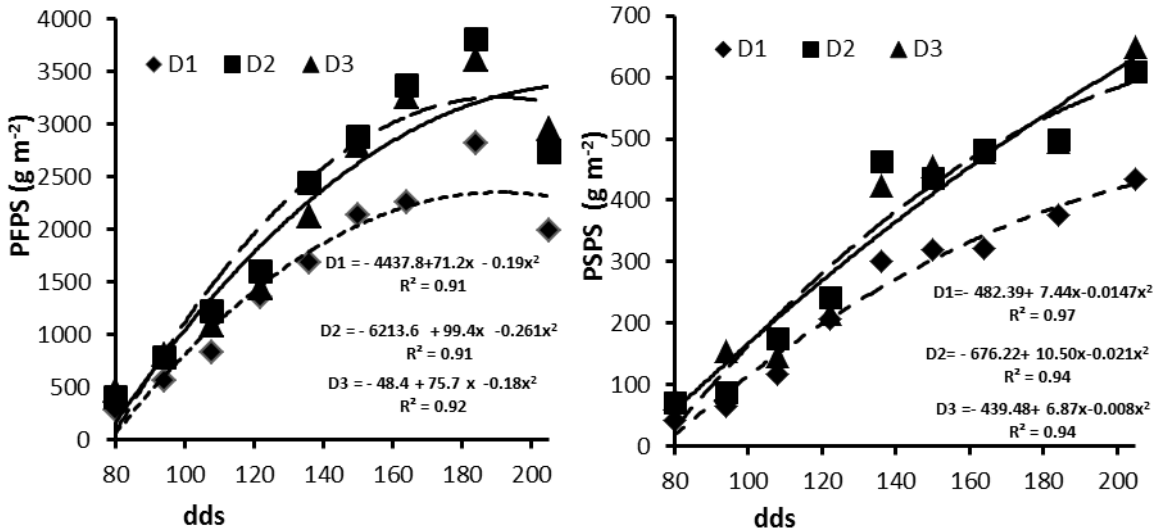 4000
3500
3000
2500
2000
1500
1000
500
0
PFPS (g m⁻²)
D1 D2 D3
D1 = - 4437.8+71.2x - 0.19x²
R² = 0.91
D2 = - 6213.6 + 99.4x -0.261x²
R² = 0.91
D3 = - 48.4 + 75.7 x -0.18x²
R² = 0.92
80 100 120 140 160 180 200
dds
700
600
500
400
300
200
100
0
PSPS (g m⁻²)
D1 D2 D3
D1=- 482.39+ 7.44x-0.0147x²
R² = 0.97
D2= - 676.22+ 10.50x-0.021x²
R² = 0.94
D3 =- 439.48+ 6.87x-0.008x²
R² = 0.94
80 100 120 140 160 180 200
dds